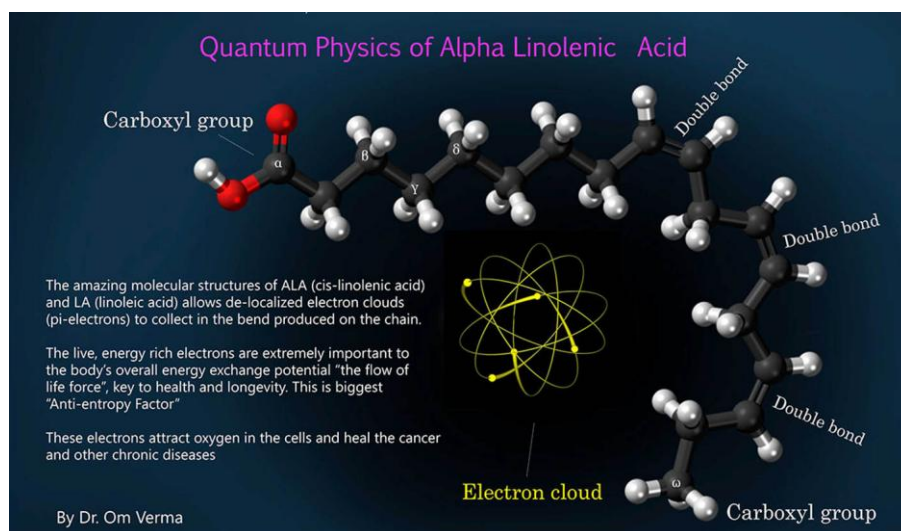 Quantum Physics of Alpha Linolenic Acid
Carboxyl group
α
β
γ
δ
Double bond
Double bond
The amazing molecular structures of ALA (cis-linolenic acid)
and LA (linoleic acid) allows de-localized electron clouds
(pi-electrons) to collect in the bend produced on the chain.
The live, energy rich electrons are extremely important to
the body's overall energy exchange potential “the flow of
life force”, key to health and longevity. This is biggest
“Anti-entropy Factor”
These electrons attract oxygen in the cells and heal the cancer
and other chronic diseases
Double bond
Electron cloud
ω
Carboxyl group
By Dr. Om Verma